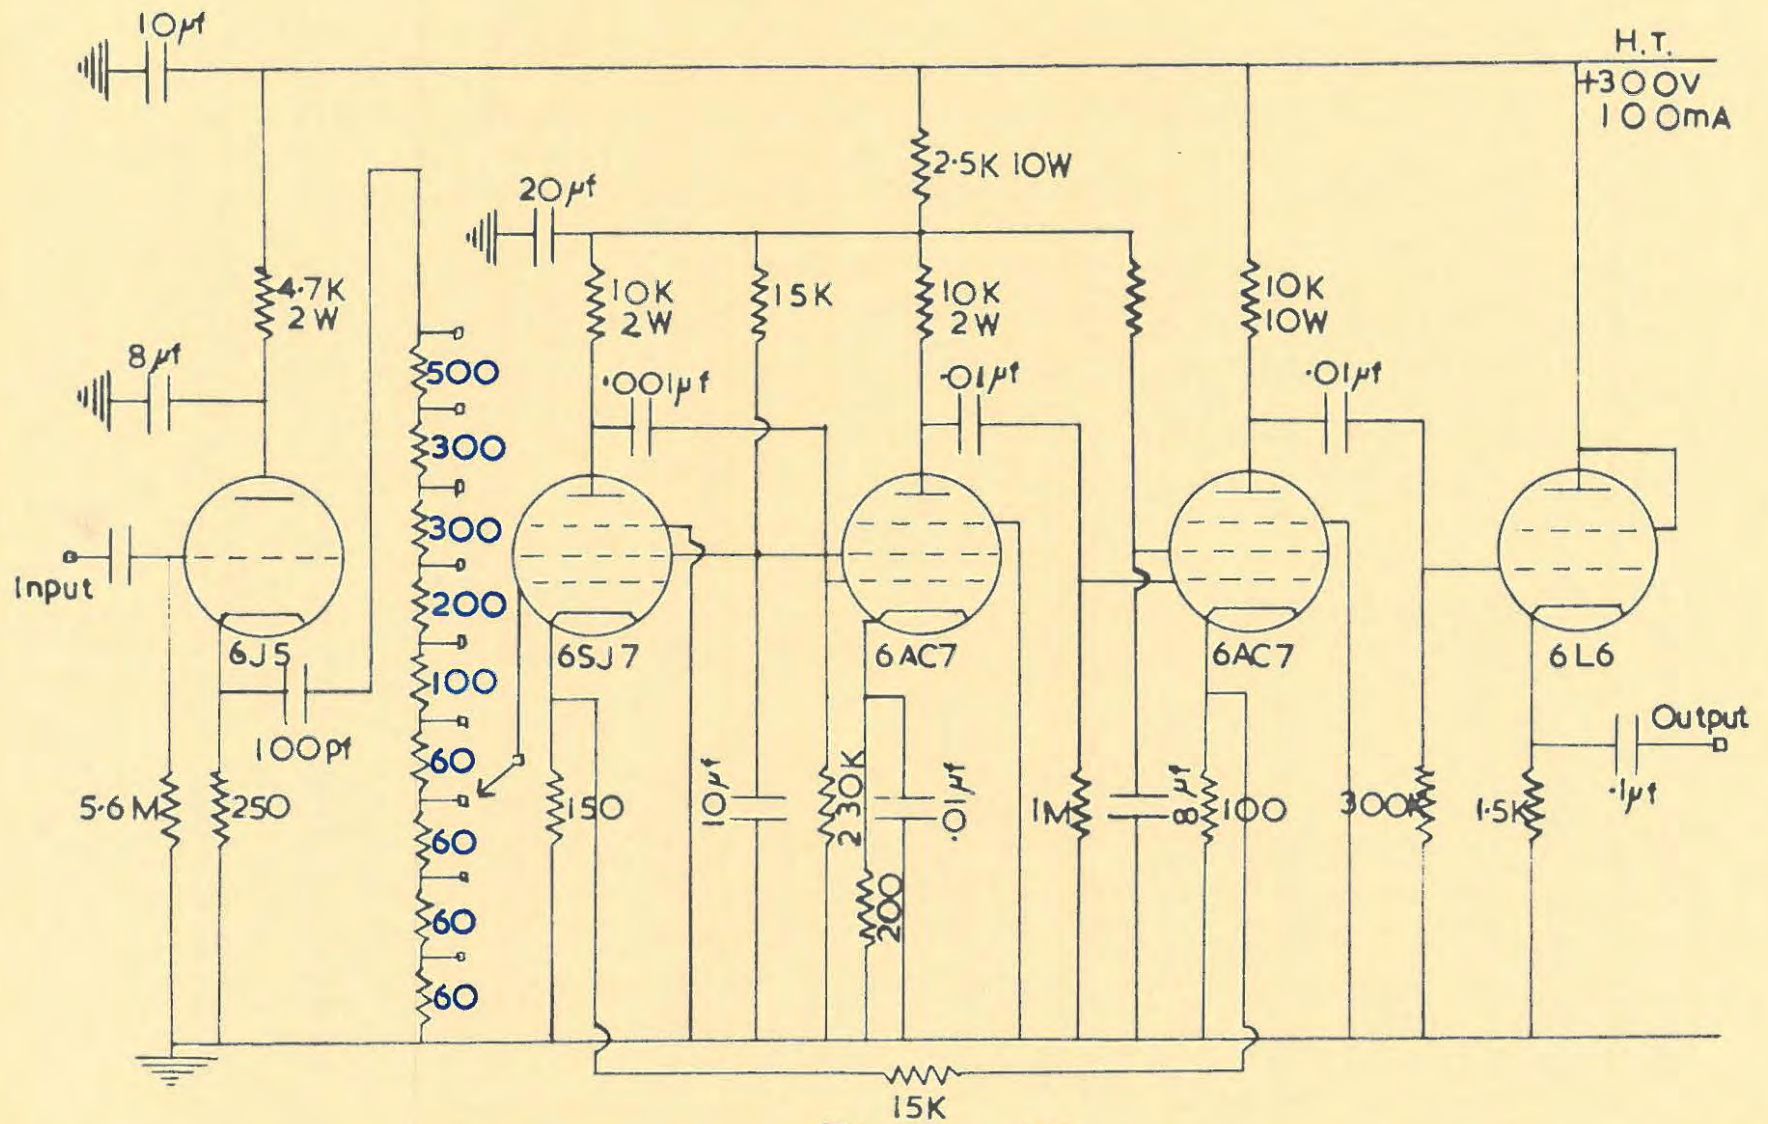 10µf
H.T.
+300V
100mA
2·5K 10W
20µf
4·7K
2W
10K
2W
15K
10K
2W
10K
10W
8µf
500
·001µf
·01µf
·01µf
300
300
Input
200
6J5
6SJ7
6AC7
6AC7
6L6
100
Output
100pf
60
5·6M
250
150
10µf
230K
·01µf
1M
8µf
100
300K
1·5K
·1µf
60
200
60
60
15K